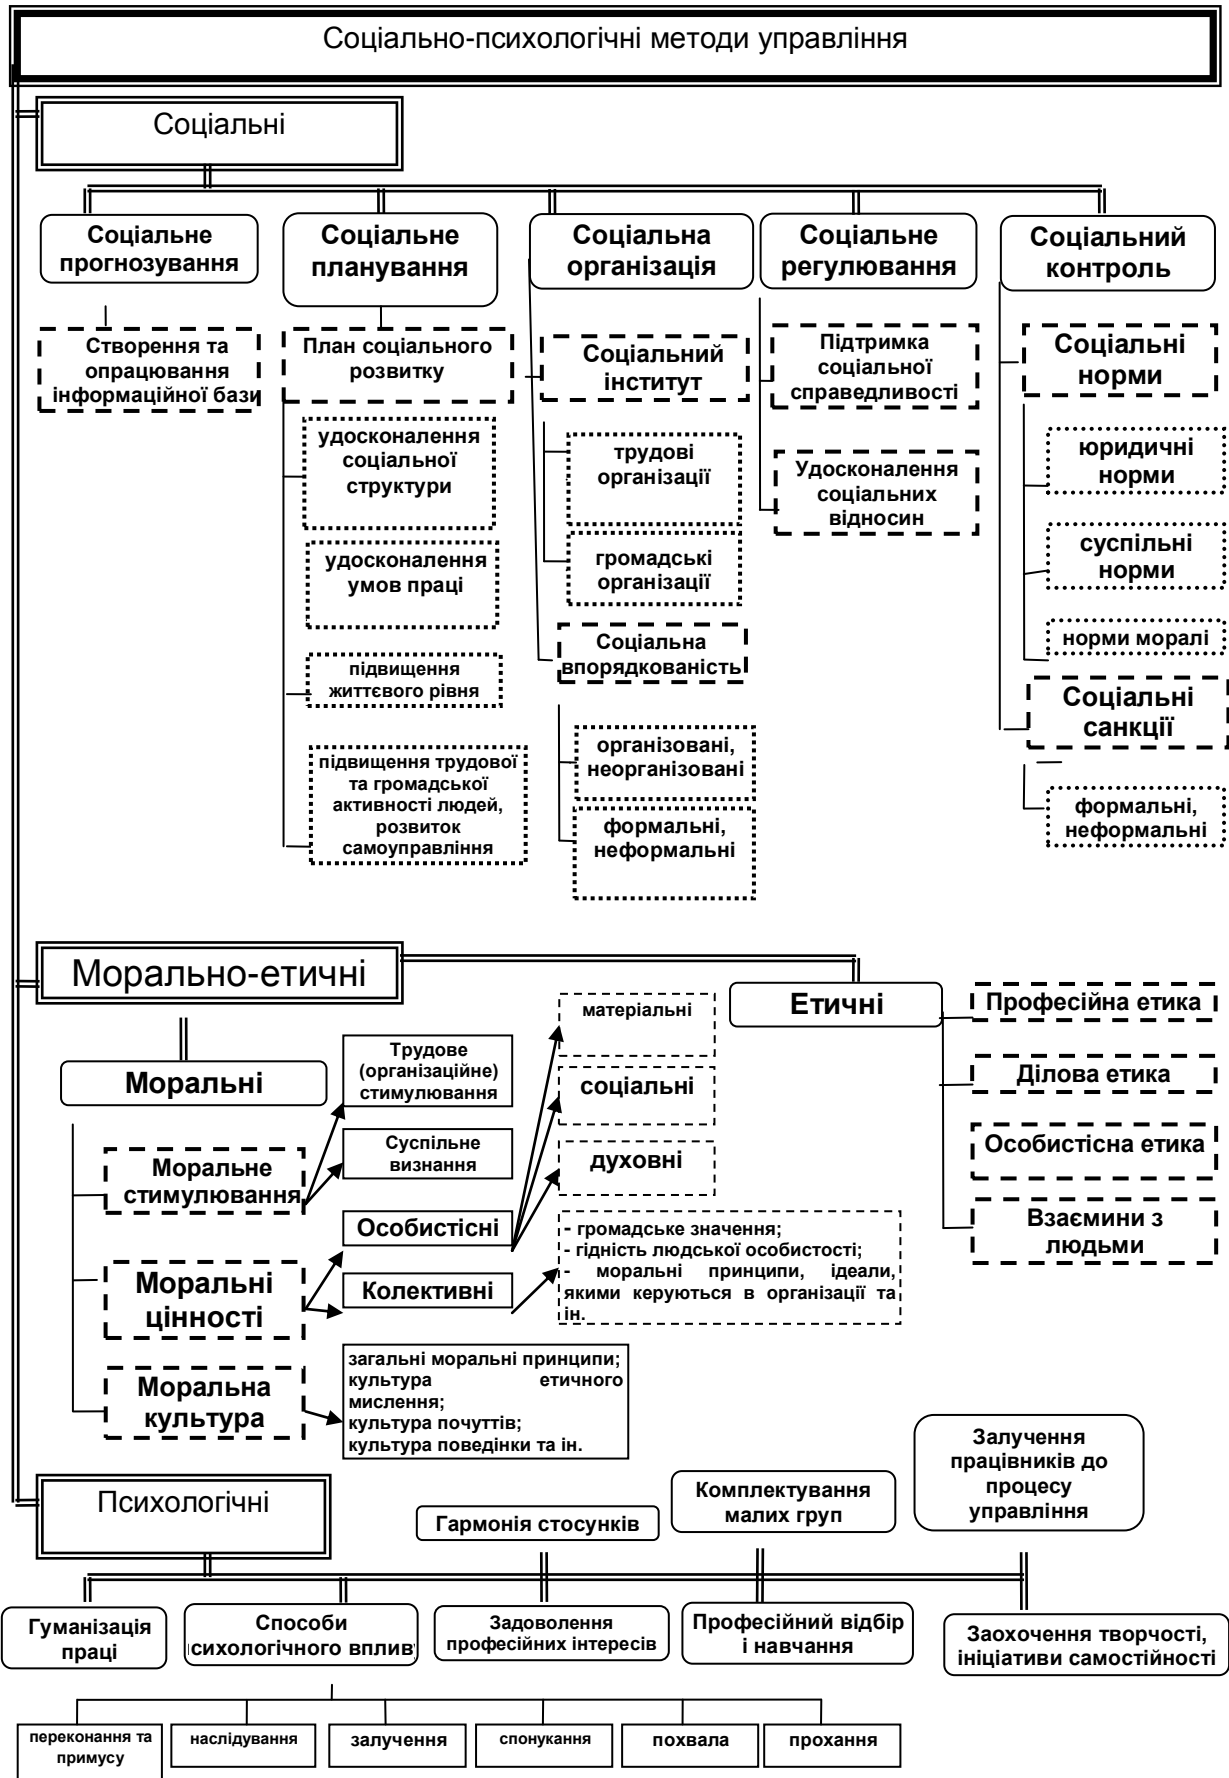 Соціально-психологічні методи управління
Соціальні
Соціальне
прогнозування
Соціальне
планування
Соціальна
організація
Соціальне
регулювання
Соціальний
контроль
Створення та
опрацювання
інформаційної бази
План соціального
розвитку
удосконалення
соціальної
структури
удосконалення
умов праці
підвищення
життєвого рівня
підвищення трудової
та громадської
активності людей,
розвиток
самоуправління
Соціальний
інститут
трудові
організації
громадські
організації
Соціальна
впорядкованість
організовані,
неорганізовані
формальні,
неформальні
Підтримка
соціальної
справедливості
Удосконалення
соціальних
відносин
Соціальні
норми
юридичні
норми
суспільні
норми
норми моралі
Соціальні
санкції
формальні,
неформальні
Морально-етичні
Моральні
Моральне
стимулювання
Моральні
цінності
Моральна
культура
Трудове
(організаційне)
стимулювання
Суспільне
визнання
Особистісні
Колективні
загальні моральні принципи;
культура етичного
мислення;
культура почуттів;
культура поведінки та ін.
матеріальні
соціальні
духовні
- громадське значення;
- гідність людської особистості;
- моральні принципи, ідеали,
якими керуються в організації та
ін.
Етичні
Професійна етика
Ділова етика
Особистісна етика
Взаємини з
людьми
Психологічні
Гармонія стосунків
Комплектування
малих груп
Залучення
працівників до
процесу
управління
Гуманізація
праці
Способи
сихологічного вплив
Задоволення
професійних інтересів
Професійний відбір
і навчання
Заохочення творчості,
ініціативи самостійності
переконання та
примусу
наслідування
залучення
спонукання
похвала
прохання